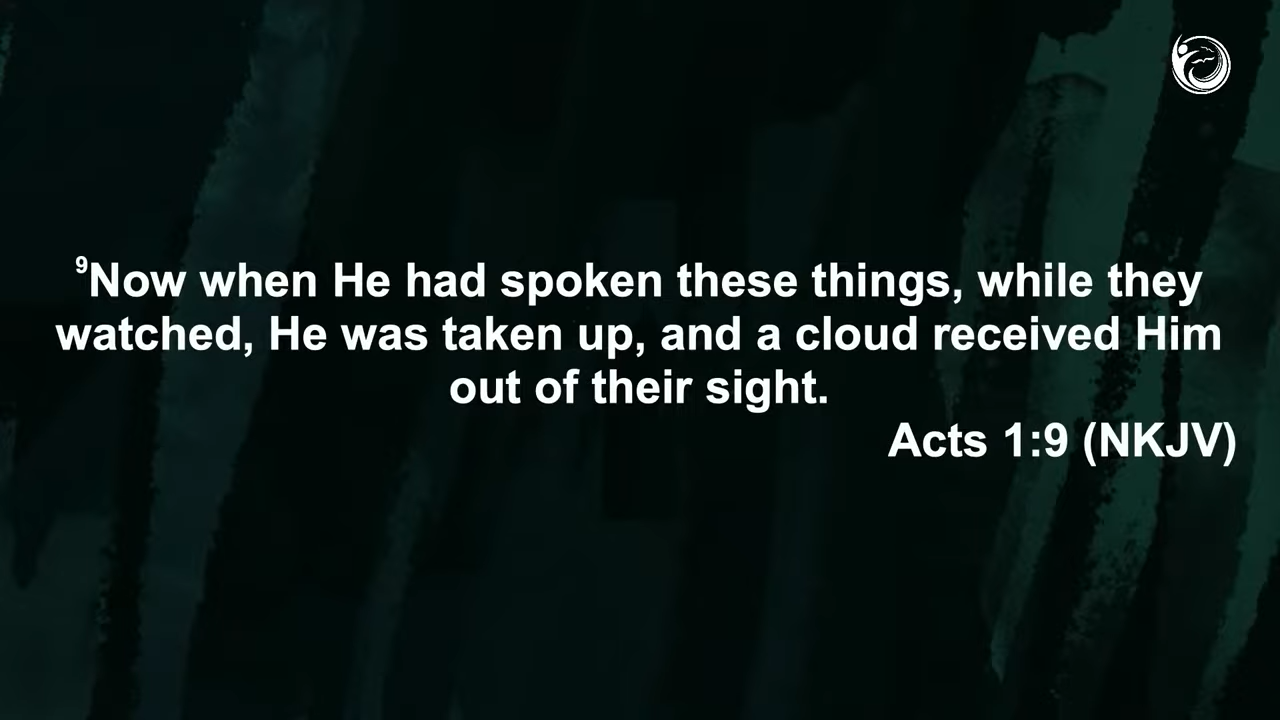 ⁹Now when He had spoken these things, while they
watched, He was taken up, and a cloud received Him
out of their sight.
Acts 1:9 (NKJV)